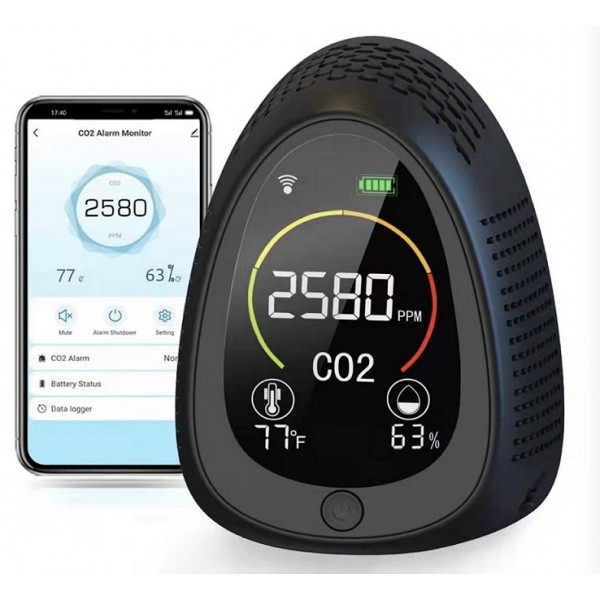 17:40
CO2 Alarm Monitor
CO2
2580
PPM
77 °F
63%
Mute
Alarm Shutdown
Setting
CO2 Alarm
Battery Status
Data logger
2580 PPM
CO2
77°F
63%